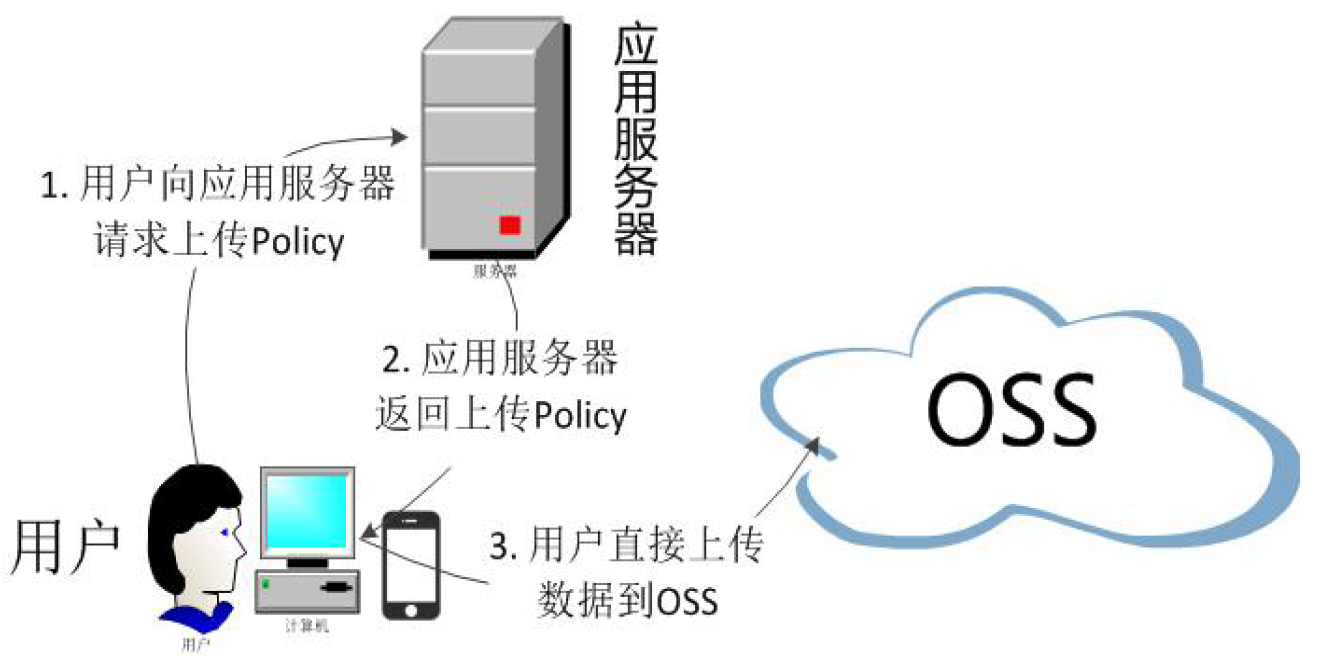 应用服务器
1. 用户向应用服务器
请求上传Policy
服务器
2. 应用服务器
返回上传Policy
OSS
用户
3. 用户直接上传
数据到OSS
计算机
用户